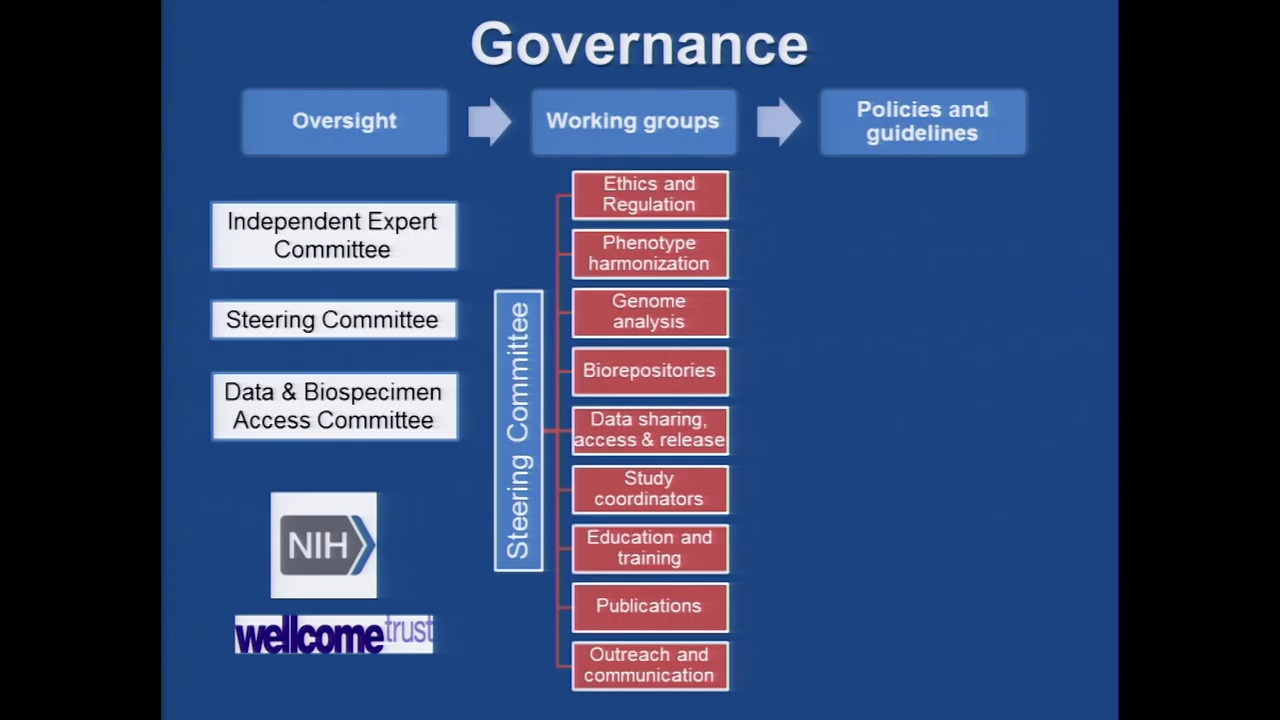 Governance
Oversight
Working groups
Policies and
guidelines
Independent Expert
Committee
Steering Committee
Data & Biospecimen
Access Committee
NIH
wellcometrust
Steering Committee
Ethics and
Regulation
Phenotype
harmonization
Genome
analysis
Biorepositories
Data sharing,
access & release
Study
coordinators
Education and
training
Publications
Outreach and
communication